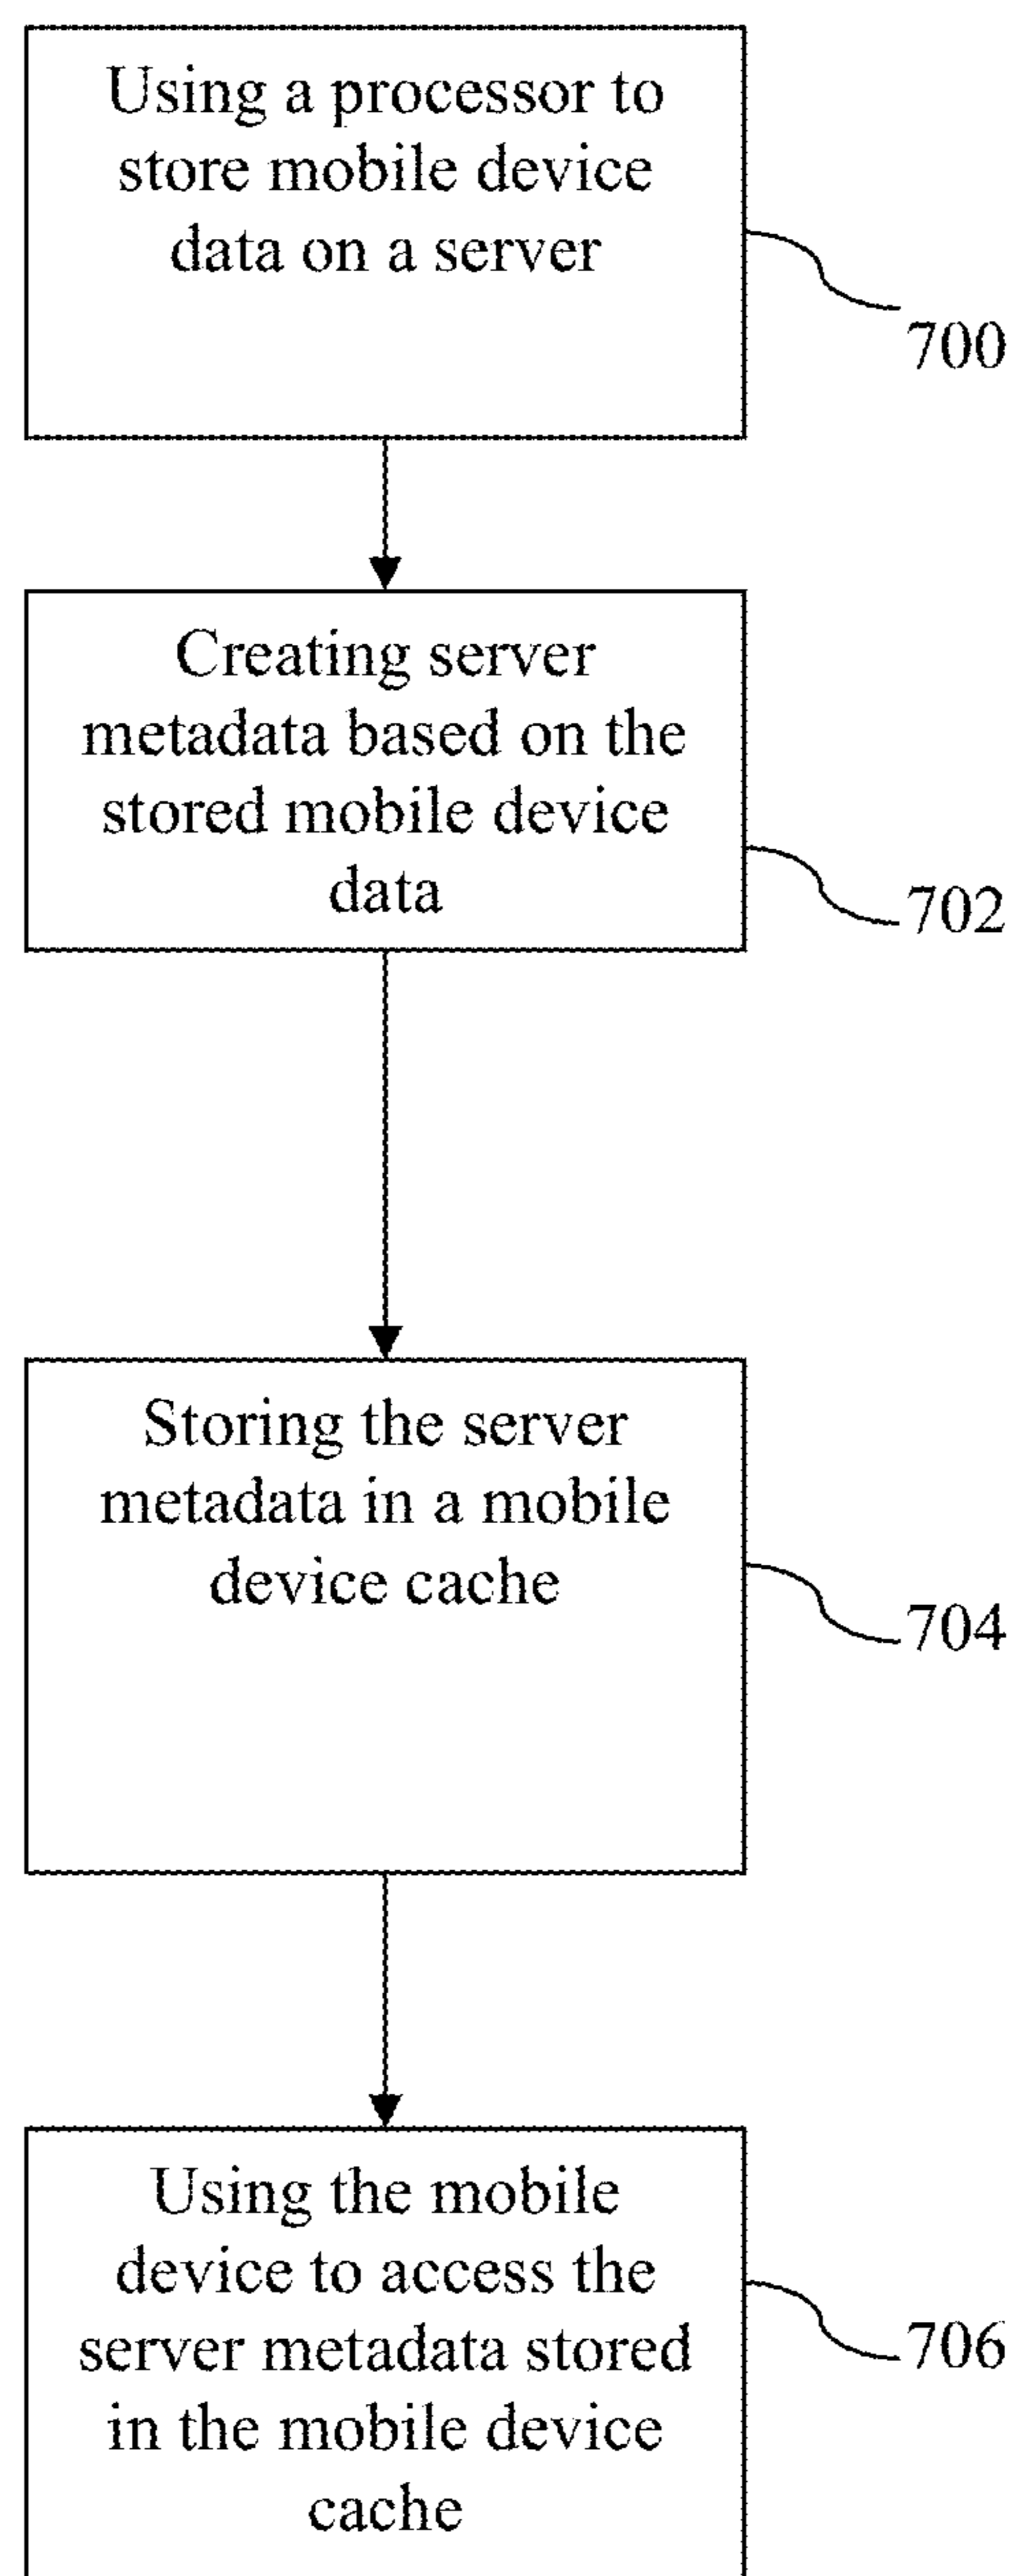 Using a processor to
store mobile device
data on a server
700
Creating server
metadata based on the
stored mobile device
data
702
Storing the server
metadata in a mobile
device cache
704
Using the mobile
device to access the
server metadata stored
in the mobile device
cache
706